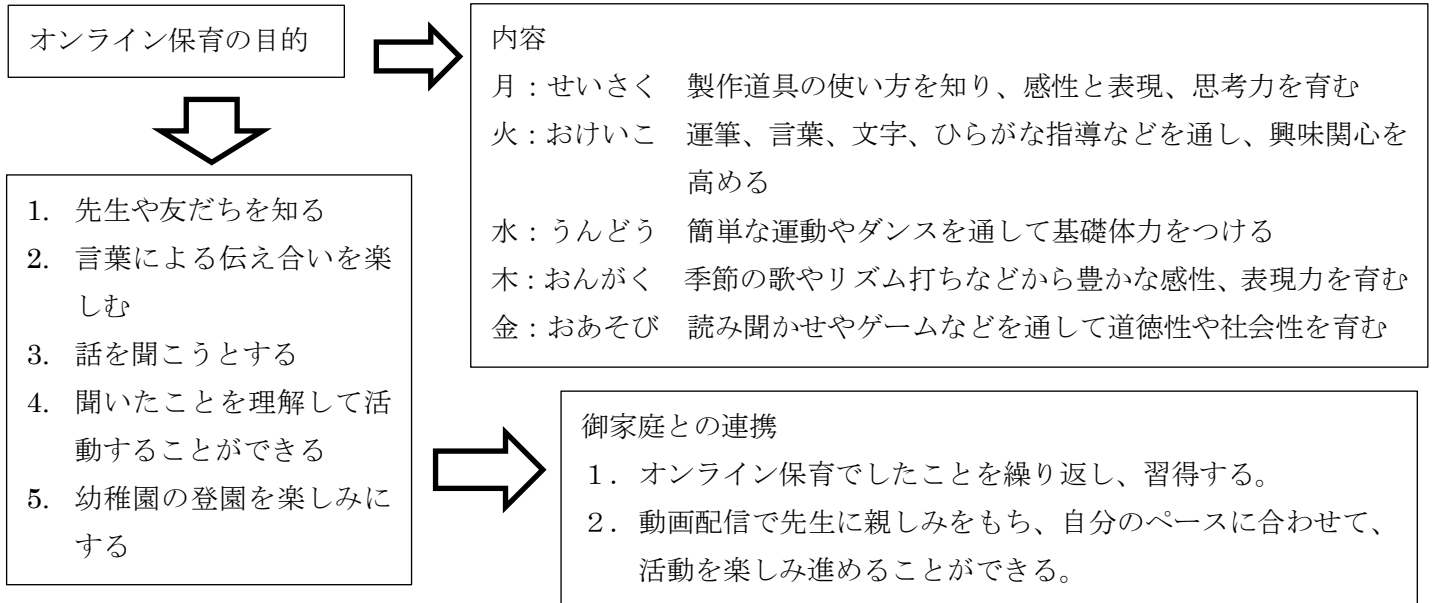 オンライン保育の目的
内容
月：せいさく　製作道具の使い方を知り、感性と表現、思考力を育む
火：おけいこ　運筆、言葉、文字、ひらがな指導などを通し、興味関心を
高める
水：うんどう　簡単な運動やダンスを通して基礎体力をつける
木：おんがく　季節の歌やリズム打ちなどから豊かな感性、表現力を育む
金：おあそび　読み聞かせやゲームなどを通して道徳性や社会性を育む
1. 先生や友だちを知る
2. 言葉による伝え合いを楽
しむ
3. 話を聞こうとする
4. 聞いたことを理解して活
動することができる
5. 幼稚園の登園を楽しみに
する
御家庭との連携
１．オンライン保育でしたことを繰り返し、習得する。
２．動画配信で先生に親しみをもち、自分のペースに合わせて、
活動を楽しみ進めることができる。